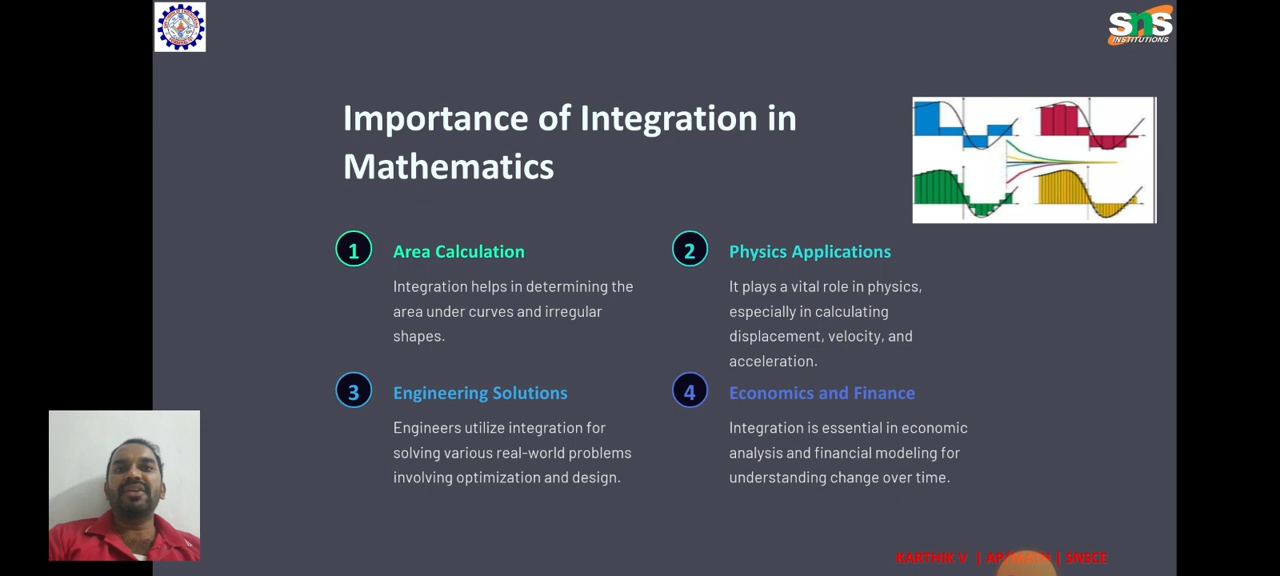 SNS
INSTITUTIONS
Importance of Integration in
Mathematics
1
Area Calculation
Integration helps in determining the
area under curves and irregular
shapes.
2
Physics Applications
It plays a vital role in physics,
especially in calculating
displacement, velocity, and
acceleration.
3
Engineering Solutions
Engineers utilize integration for
solving various real-world problems
involving optimization and design.
4
Economics and Finance
Integration is essential in economic
analysis and financial modeling for
understanding change over time.
KARTHIK V | | SNSCE